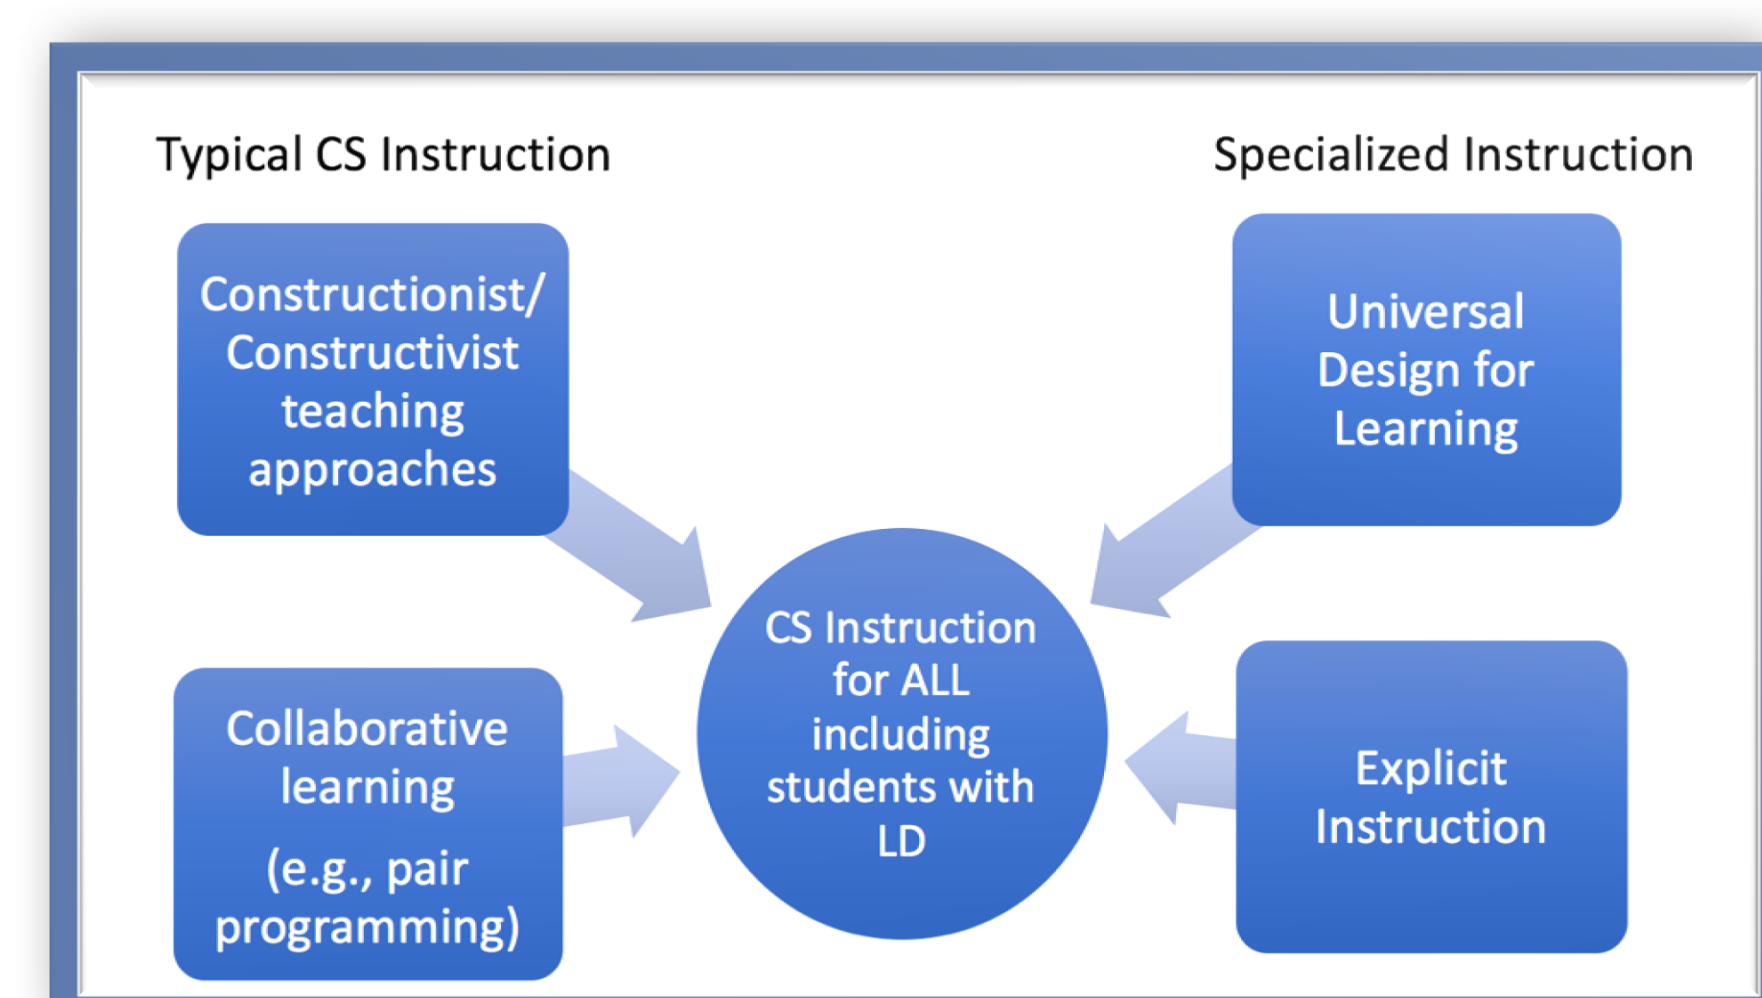 Typical CS Instruction
Specialized Instruction
Constructionist/
Constructivist
teaching
approaches
Universal
Design for
Learning
CS Instruction
for ALL
including
students with
LD
Collaborative
learning
(e.g., pair
programming)
Explicit
Instruction